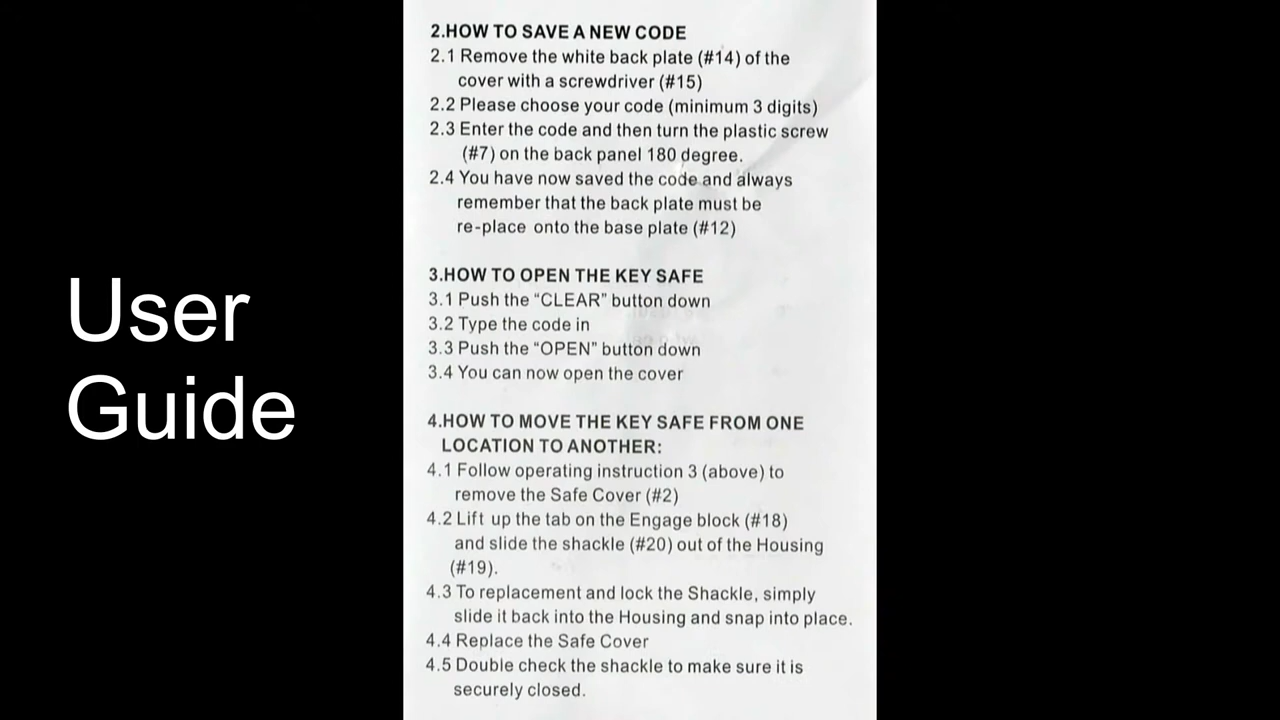 User
Guide
2.HOW TO SAVE A NEW CODE
2.1 Remove the white back plate (#14) of the
cover with a screwdriver (#15)
2.2 Please choose your code (minimum 3 digits)
2.3 Enter the code and then turn the plastic screw
(#7) on the back panel 180 degree.
2.4 You have now saved the code and always
remember that the back plate must be
re-place onto the base plate (#12)
3.HOW TO OPEN THE KEY SAFE
3.1 Push the “CLEAR” button down
3.2 Type the code in
3.3 Push the “OPEN” button down
3.4 You can now open the cover
4.HOW TO MOVE THE KEY SAFE FROM ONE
LOCATION TO ANOTHER:
4.1 Follow operating instruction 3 (above) to
remove the Safe Cover (#2)
4.2 Lift up the tab on the Engage block (#18)
and slide the shackle (#20) out of the Housing
(#19).
4.3 To replacement and lock the Shackle, simply
slide it back into the Housing and snap into place.
4.4 Replace the Safe Cover
4.5 Double check the shackle to make sure it is
securely closed.